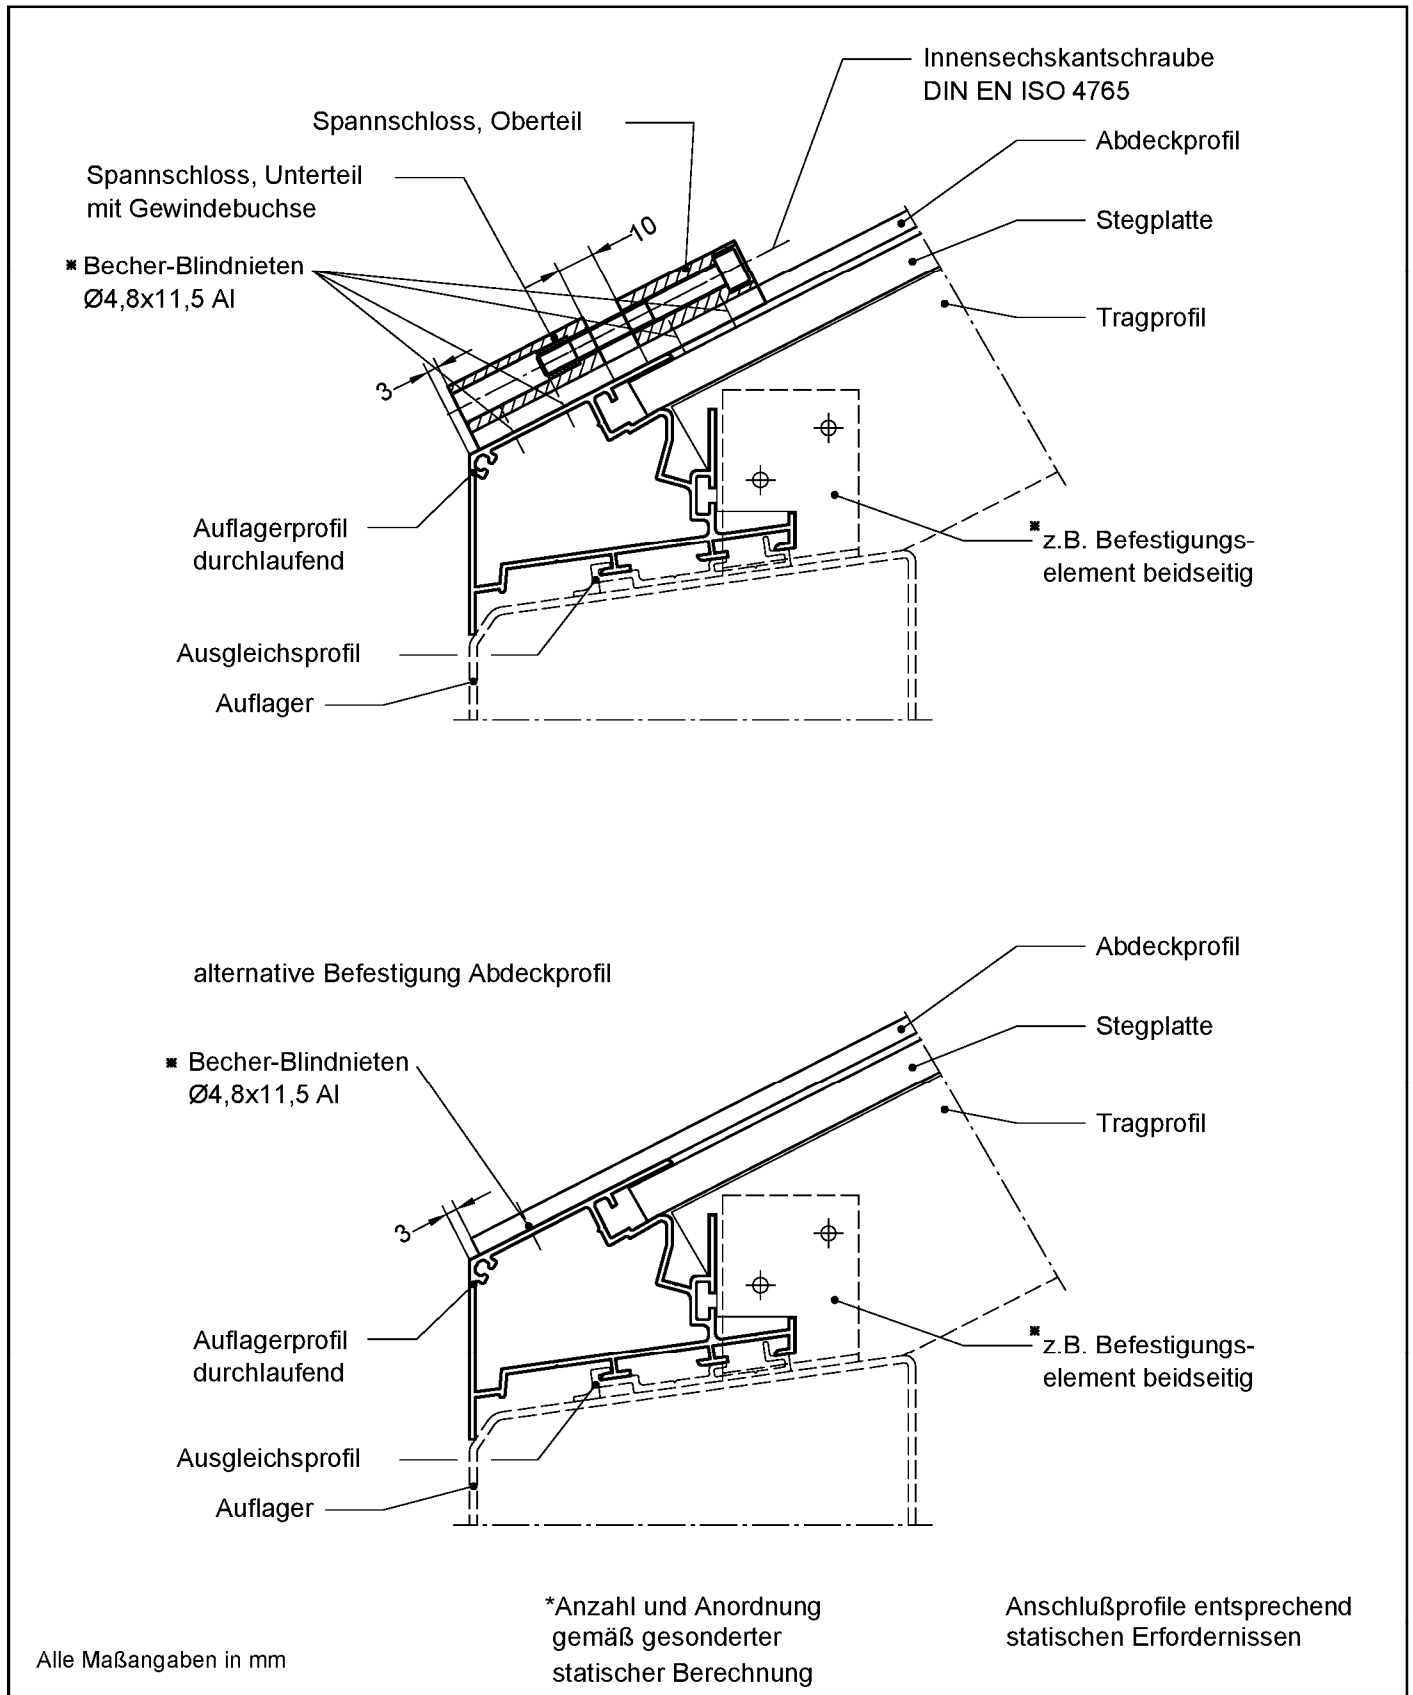 Innensechskantschraube
DIN EN ISO 4765
Spannschloss, Oberteil
Abdeckprofil
Spannschloss, Unterteil
mit Gewindebuchse
Stegplatte
10
* Becher-Blindnieten
Ø4,8x11,5 Al
Tragprofil
3
Auflagerprofil
durchlaufend
*
z.B. Befestigungs-
element beidseitig
Ausgleichsprofil
Auflager
Abdeckprofil
alternative Befestigung Abdeckprofil
Stegplatte
* Becher-Blindnieten
Ø4,8x11,5 Al
Tragprofil
3
Auflagerprofil
durchlaufend
*
z.B. Befestigungs-
element beidseitig
Ausgleichsprofil
Auflager
*Anzahl und Anordnung
gemäß gesonderter
statischer Berechnung
Anschlußprofile entsprechend
statischen Erfordernissen
Alle Maßangaben in mm